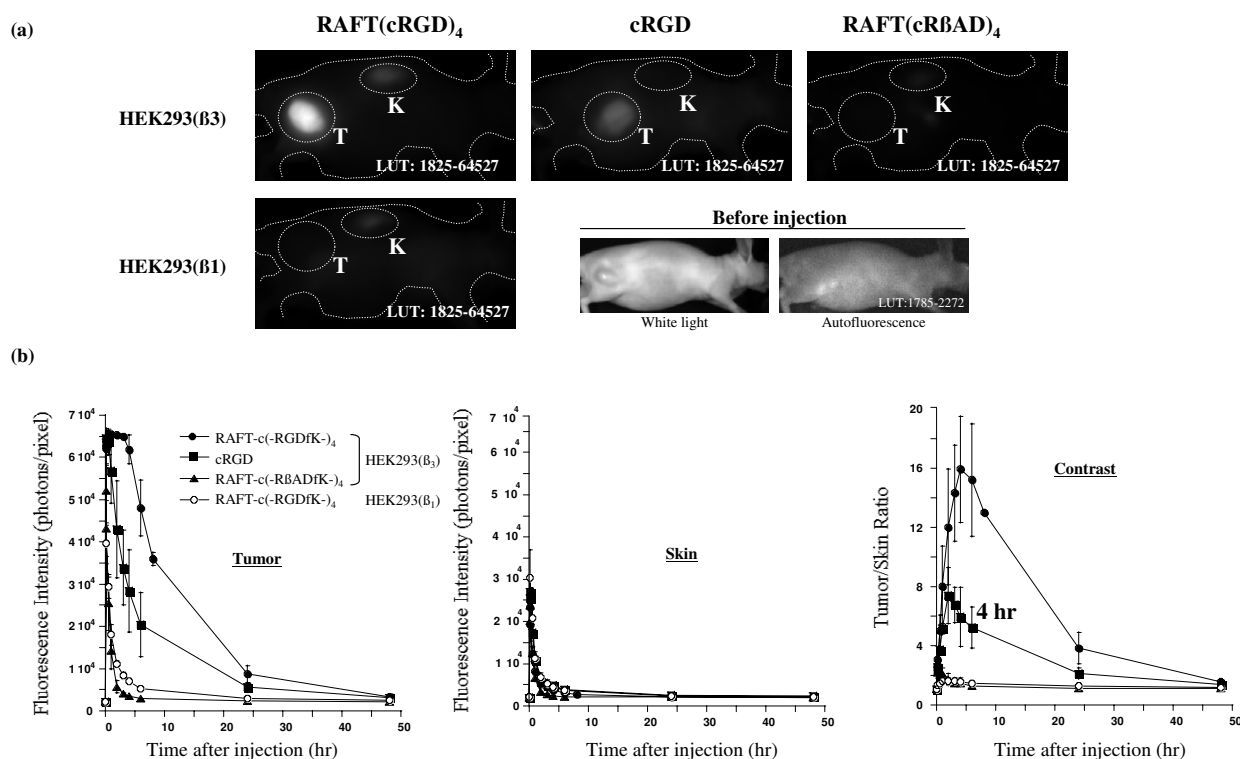 (a)
RAFT(cRGD)4 cRGD RAFT(cRßAD)4
HEK293(ß3)
K K K
T T T
LUT: 1825-64527 LUT: 1825-64527 LUT: 1825-64527
HEK293(ß1)
K
T
LUT: 1825-64527
Before injection
LUT:1785-2272
White light Autofluorescence
(b)
Fluorescence Intensity (photons/pixel)
7 10^4
6 10^4
5 10^4
4 10^4
3 10^4
2 10^4
1 10^4
0
0 10 20 30 40 50
Time after injection (hr)
RAFT-c(-RGDfK-)4
cRGD
RAFT-c(-RßADfK-)4
HEK293(ß3)
RAFT-c(-RGDfK-)4 HEK293(ß1)
Tumor
Fluorescence Intensity (photons/pixel)
7 10^4
6 10^4
5 10^4
4 10^4
3 10^4
2 10^4
1 10^4
0
0 10 20 30 40 50
Time after injection (hr)
Skin
Tumor/Skin Ratio
20
16
12
8
4
0
0 10 20 30 40 50
Time after injection (hr)
Contrast
4 hr